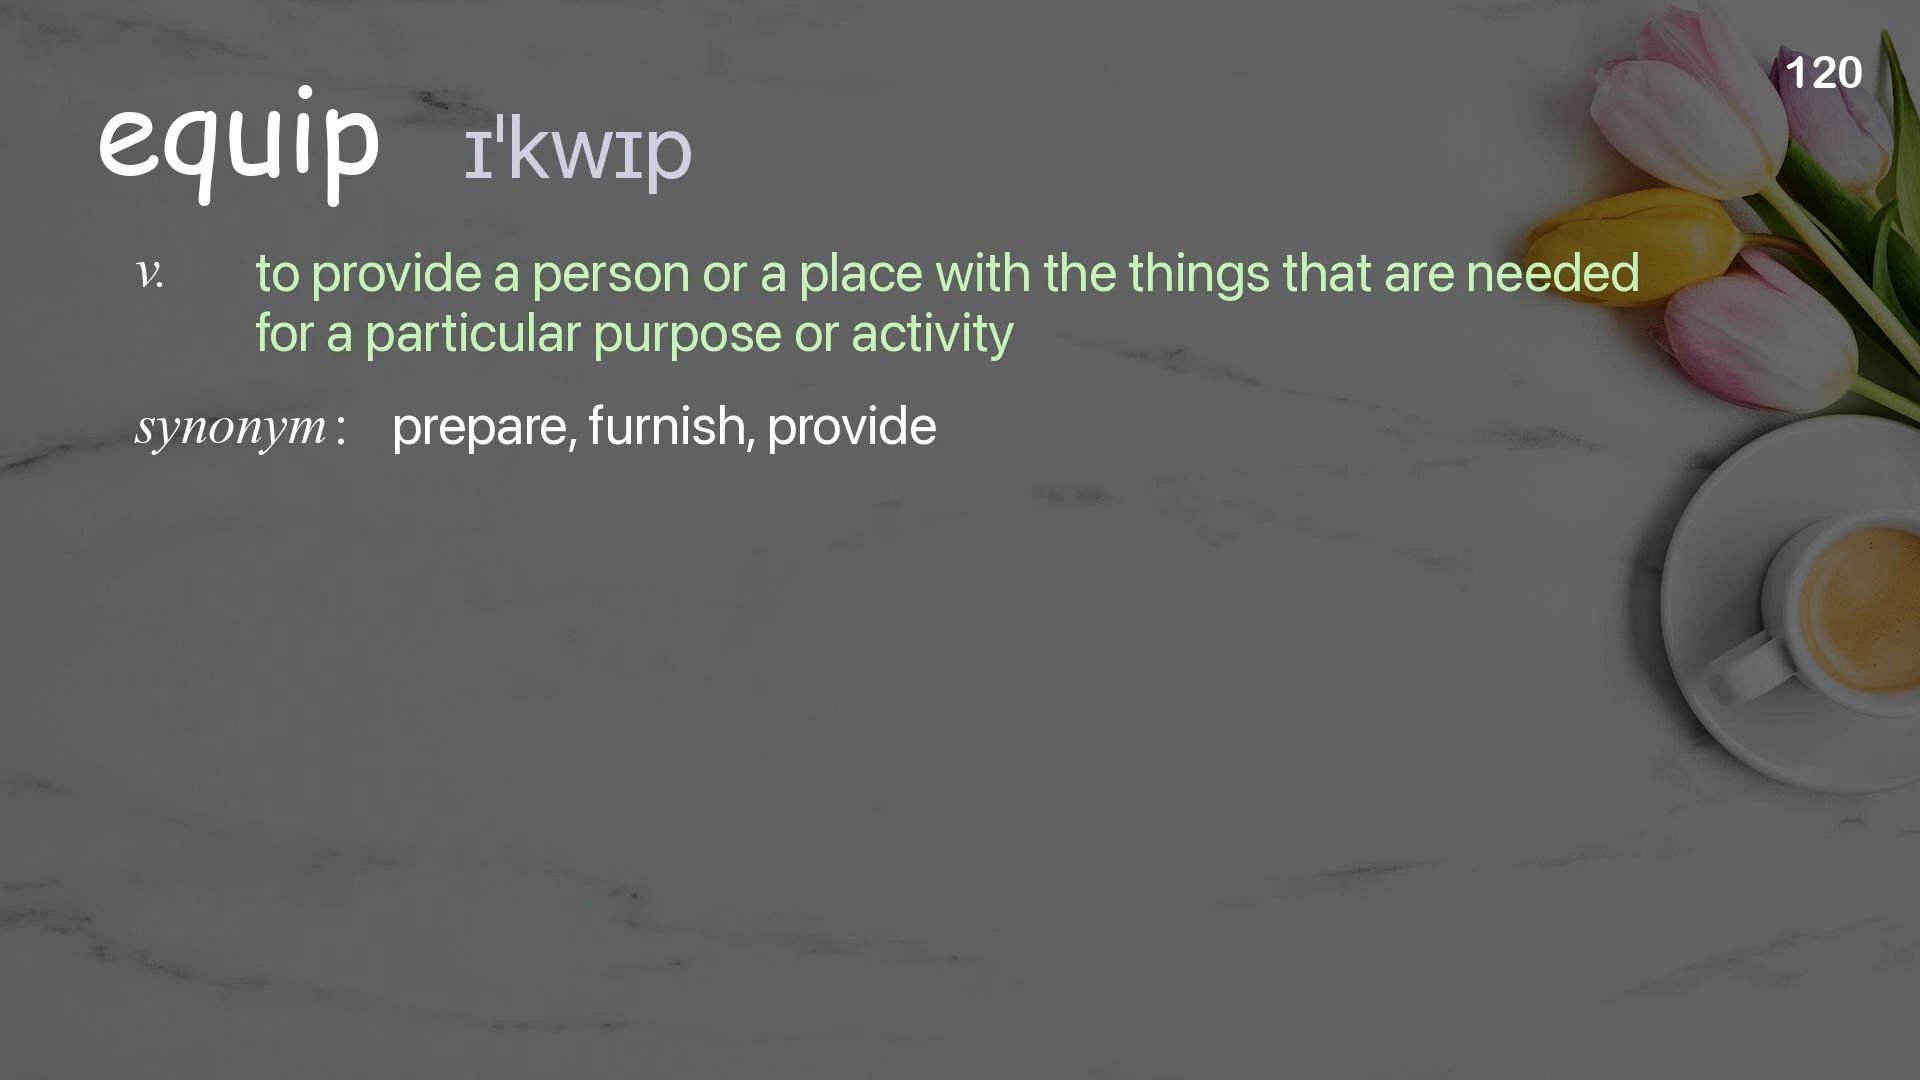 120
equip ɪˈkwɪp
v. to provide a person or a place with the things that are needed
for a particular purpose or activity
synonym: prepare, furnish, provide